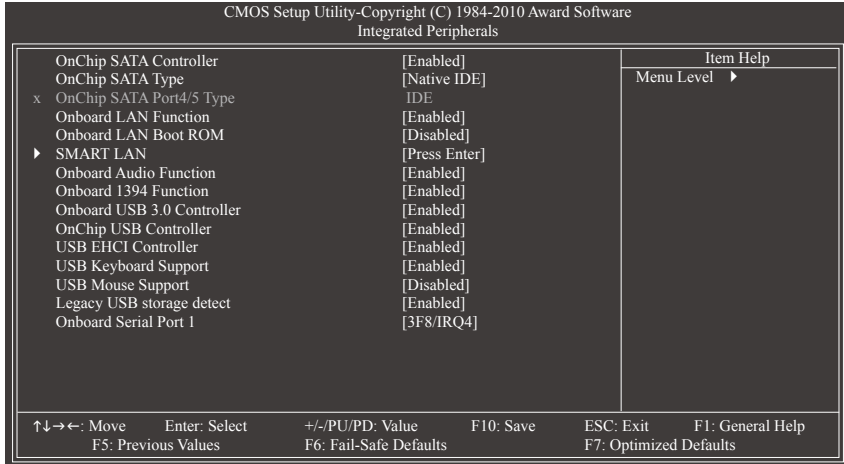 CMOS Setup Utility-Copyright (C) 1984-2010 Award Software
Integrated Peripherals
OnChip SATA Controller [Enabled]
OnChip SATA Type [Native IDE]
x OnChip SATA Port4/5 Type IDE
Onboard LAN Function [Enabled]
Onboard LAN Boot ROM [Disabled]
SMART LAN [Press Enter]
Onboard Audio Function [Enabled]
Onboard 1394 Function [Enabled]
Onboard USB 3.0 Controller [Enabled]
OnChip USB Controller [Enabled]
USB EHCI Controller [Enabled]
USB Keyboard Support [Enabled]
USB Mouse Support [Disabled]
Legacy USB storage detect [Enabled]
Onboard Serial Port 1 [3F8/IRQ4]
Item Help
Menu Level
↑↓→←: Move Enter: Select +/-/PU/PD: Value F10: Save ESC: Exit F1: General Help
F5: Previous Values F6: Fail-Safe Defaults F7: Optimized Defaults